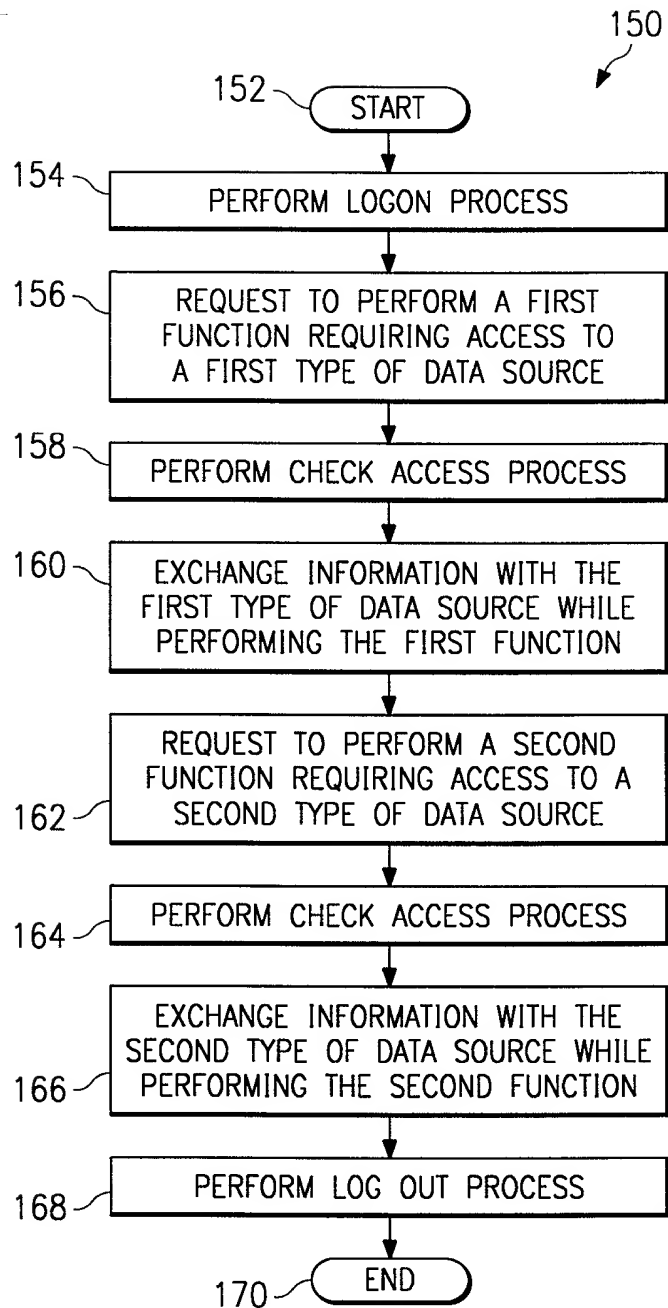 150
152
START
154
PERFORM LOGON PROCESS
156
REQUEST TO PERFORM A FIRST
FUNCTION REQUIRING ACCESS TO
A FIRST TYPE OF DATA SOURCE
158
PERFORM CHECK ACCESS PROCESS
160
EXCHANGE INFORMATION WITH THE
FIRST TYPE OF DATA SOURCE WHILE
PERFORMING THE FIRST FUNCTION
REQUEST TO PERFORM A SECOND
FUNCTION REQUIRING ACCESS TO A
SECOND TYPE OF DATA SOURCE
162
PERFORM CHECK ACCESS PROCESS
164
EXCHANGE INFORMATION WITH THE
SECOND TYPE OF DATA SOURCE WHILE
PERFORMING THE SECOND FUNCTION
166
PERFORM LOG OUT PROCESS
168
END
170